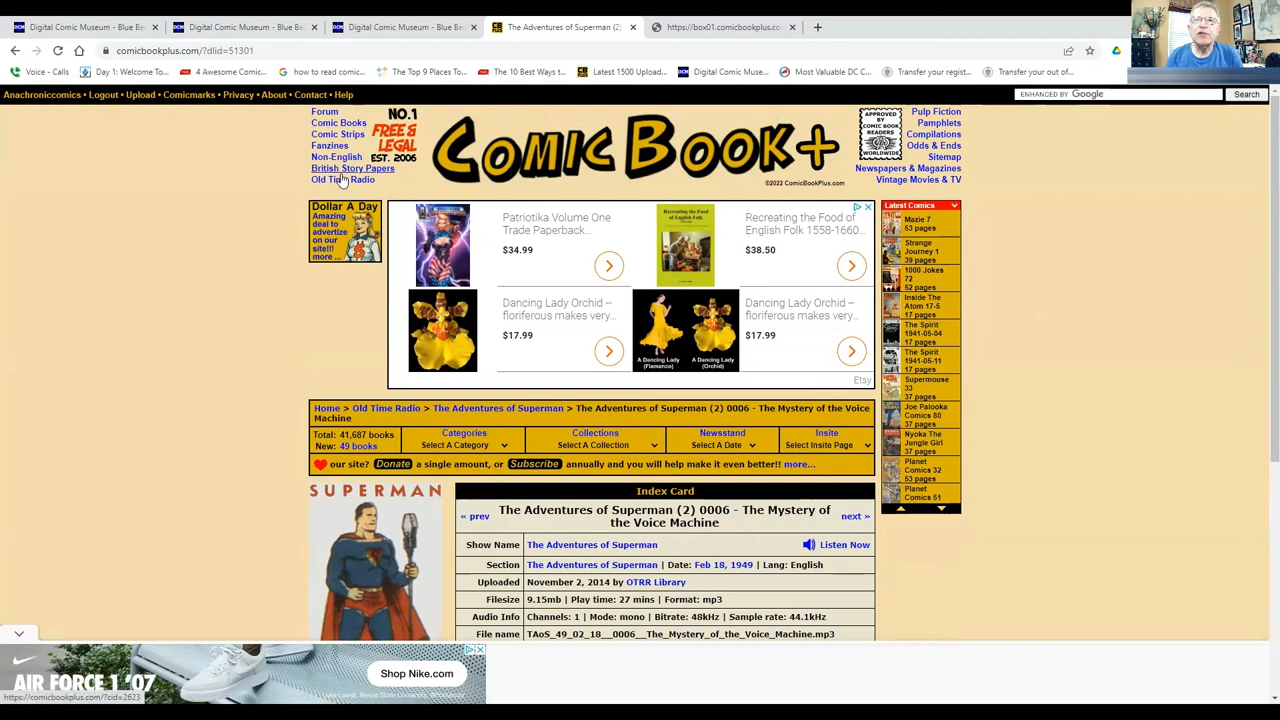 Digital Comic Museum - Blue Be
Digital Comic Museum - Blue Be
Digital Comic Museum - Blue Be
The Adventures of Superman (2)
https://box01.comicbookplus.com/
comicbookplus.com/?dlid=51301
Voice - Calls
Day 1: Welcome To...
4 Awesome Comic...
how to read comic...
The Top 9 Places To...
The 10 Best Ways t...
Latest 1500 Upload...
Digital Comic Muse...
Most Valuable DC C...
Transfer your regist...
Transfer your out of...
Anachroniccomics • Logout • Upload • Comicmarks • Privacy • About • Contact • Help
ENHANCED BY Google
Search
Forum
Comic Books
Comic Strips
Fanzines
Non-English
British Story Papers
Old Time Radio
NO.1
FREE &
LEGAL
EST. 2006
COMIC BOOK+
©2022 ComicBookPlus.com
APPROVED
BY
COMIC BOOK
READERS
WORLDWIDE
Pulp Fiction
Pamphlets
Compilations
Odds & Ends
Sitemap
Newspapers & Magazines
Vintage Movies & TV
Dollar A Day
Amazing
deal to
advertize
on our
site!!!
more ...
Patriotika Volume One
Trade Paperback...
$34.99
Recreating the Food of
English Folk 1558-1660...
$38.50
Dancing Lady Orchid --
floriferous makes very...
$17.99
A Dancing Lady
(Flamenco)
A Dancing Lady
(Orchid)
Dancing Lady Orchid --
floriferous makes very...
$17.99
Etsy
Latest Comics
Mazie 7
53 pages
Strange
Journey 1
39 pages
1000 Jokes
72
52 pages
Inside The
Atom 17-5
17 pages
The Spirit
1941-05-04
17 pages
The Spirit
1941-05-11
17 pages
Supermouse
33
37 pages
Joe Palooka
Comics 80
37 pages
Nyoka The
Jungle Girl
37 pages
Planet
Comics 32
53 pages
Planet
Comics 51
Home > Old Time Radio > The Adventures of Superman > The Adventures of Superman (2) 0006 - The Mystery of the Voice
Machine
Total: 41,687 books
New: 49 books
Categories
Select A Category
Collections
Select A Collection
Newsstand
Select A Date
Insite
Select Insite Page
our site? Donate a single amount, or Subscribe annually and you will help make it even better!! more...
SUPERMAN
Index Card
« prev
The Adventures of Superman (2) 0006 - The Mystery of
the Voice Machine
next »
Show Name The Adventures of Superman Listen Now
Section The Adventures of Superman | Date: Feb 18, 1949 | Lang: English
Uploaded November 2, 2014 by OTRR Library
Filesize 9.15mb | Play time: 27 mins | Format: mp3
Audio Info Channels: 1 | Mode: mono | Bitrate: 48kHz | Sample rate: 44.1kHz
File name TAoS_49_02_18__0006__The_Mystery_of_the_Voice_Machine.mp3
AIR FORCE 1 '07
Shop Nike.com
https://comicbookplus.com/?cid=2623